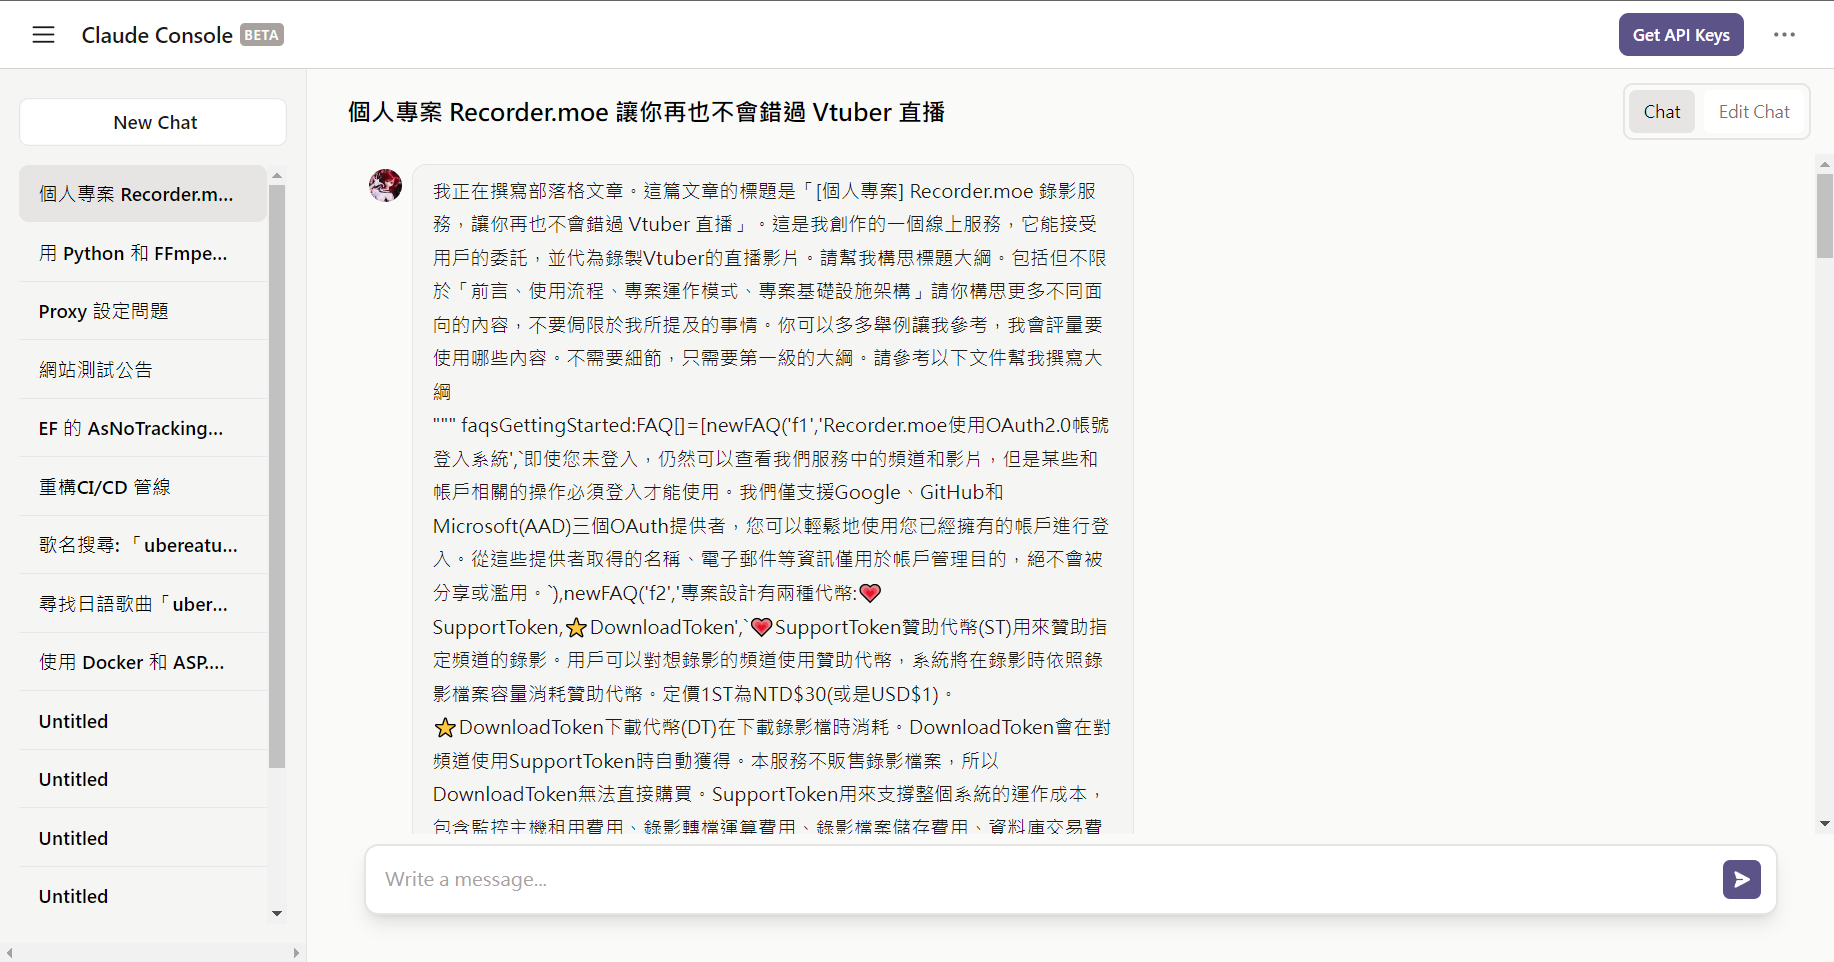 Claude Console BETA
Get API Keys
New Chat
個人專案 Recorder.m...
用 Python 和 FFmpe...
Proxy 設定問題
網站測試公告
EF 的 AsNoTracking...
重構CI/CD 管線
歌名搜尋: 「ubereatu...
尋找日語歌曲「uber...
使用 Docker 和 ASP....
Untitled
Untitled
Untitled
Untitled
個人專案 Recorder.moe 讓你再也不會錯過 Vtuber 直播
Chat
Edit Chat
我正在撰寫部落格文章。這篇文章的標題是「[個人專案] Recorder.moe 錄影服
務，讓你再也不會錯過 Vtuber 直播」。這是我創作的一個線上服務，它能接受
用戶的委託，並代為錄製Vtuber的直播影片。請幫我構思標題大綱。包括但不限
於「前言、使用流程、專案運作模式、專案基礎設施架構」請你構思更多不同面
向的內容，不要侷限於我所提及的事情。你可以多多舉例讓我參考，我會評量要
使用哪些內容。不需要細節，只需要第一級的大綱。請參考以下文件幫我撰寫大
綱
""" faqsGettingStarted:FAQ[]=[newFAQ('f1','Recorder.moe使用OAuth2.0帳號
登入系統',`即使您未登入，仍然可以查看我們服務中的頻道和影片，但是某些和
帳戶相關的操作必須登入才能使用。我們僅支援Google、GitHub和
Microsoft(AAD)三個OAuth提供者，您可以輕鬆地使用您已經擁有的帳戶進行登
入。從這些提供者取得的名稱、電子郵件等資訊僅用於帳戶管理目的，絕不會被
分享或濫用。`),newFAQ('f2','專案設計有兩種代幣:💗
SupportToken,⭐DownloadToken',`💗SupportToken贊助代幣(ST)用來贊助指
定頻道的錄影。用戶可以對想錄影的頻道使用贊助代幣，系統將在錄影時依照錄
影檔案容量消耗贊助代幣。定價1ST為NTD$30(或是USD$1)。
⭐DownloadToken下載代幣(DT)在下載錄影檔時消耗。DownloadToken會在對
頻道使用SupportToken時自動獲得。本服務不販售錄影檔案，所以
DownloadToken無法直接購買。SupportToken用來支撐整個系統的運作成本，
包含監控主機租用費用、錄影轉檔運算費用、錄影檔案儲存費用、資料庫交易費
Write a message...